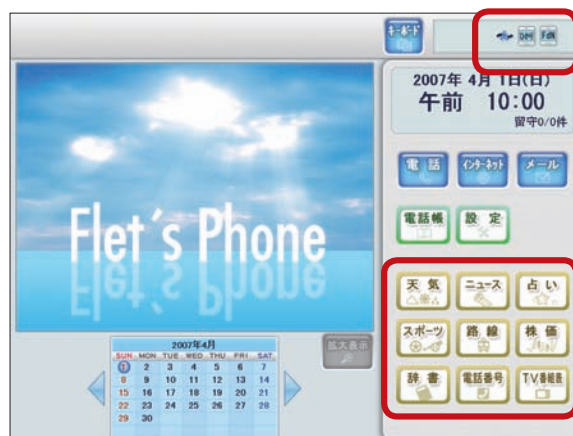 キーボード
2007年 4月 1日(日)
午前 10:00
留守0/0件
電 話 インターネット メール
電話帳 設 定
Flet's Phone
天 気 ニュース 占 い
スポーツ 路 線 株 価
辞 書 電話番号 TV番組表
拡大表示
2007年4月
SUN MON TUE WED THU FRI SAT
1 2 3 4 5 6 7
8 9 10 11 12 13 14
15 16 17 18 19 20 21
22 23 24 25 26 27 28
29 30